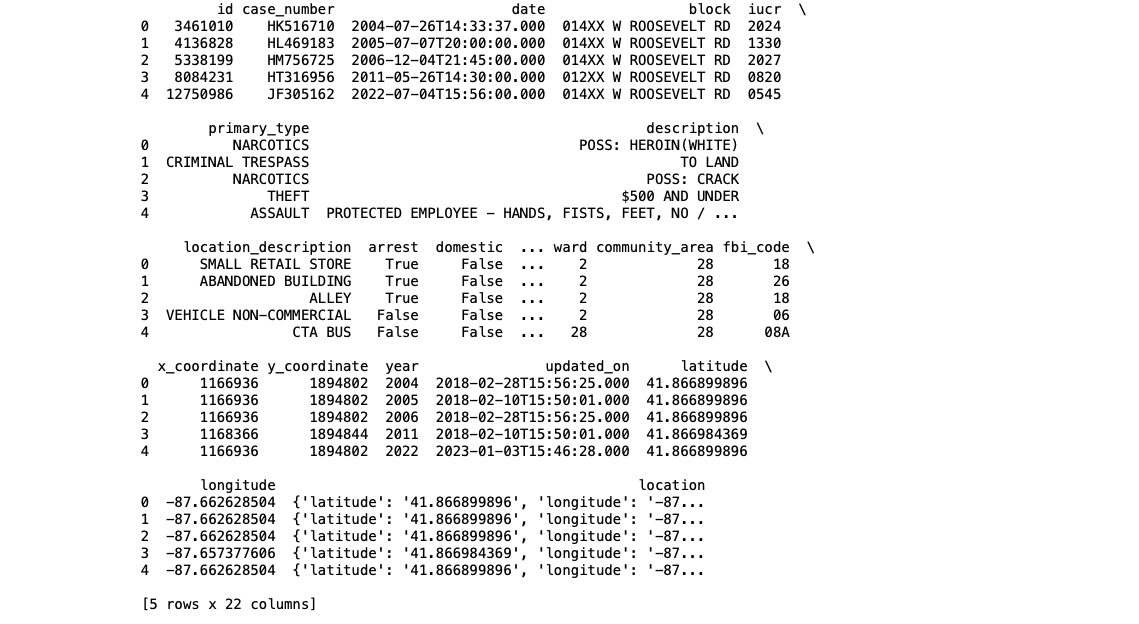 id case_number                     date                 block  iucr  \
0   3461010    HK516710  2004-07-26T14:33:37.000  014XX W ROOSEVELT RD  2024
1   4136828    HL469183  2005-07-07T20:00:00.000  014XX W ROOSEVELT RD  1330
2   5338199    HM756725  2006-12-04T21:45:00.000  014XX W ROOSEVELT RD  2027
3   8084231    HT316956  2011-05-26T14:30:00.000  012XX W ROOSEVELT RD  0820
4  12750986    JF305162  2022-07-04T15:56:00.000  014XX W ROOSEVELT RD  0545
        primary_type                                        description  \
0          NARCOTICS                                POSS: HEROIN(WHITE)
1  CRIMINAL TRESPASS                                            TO LAND
2          NARCOTICS                                        POSS: CRACK
3              THEFT                                     $500 AND UNDER
4            ASSAULT  PROTECTED EMPLOYEE - HANDS, FISTS, FEET, NO / ...
     location_description  arrest  domestic  ... ward community_area fbi_code  \
0      SMALL RETAIL STORE    True     False  ...    2             28       18
1      ABANDONED BUILDING    True     False  ...    2             28       26
2                   ALLEY    True     False  ...    2             28       18
3  VEHICLE NON-COMMERCIAL   False     False  ...    2             28       06
4                 CTA BUS   False     False  ...   28             28      08A
  x_coordinate y_coordinate  year               updated_on      latitude  \
0      1166936      1894802  2004  2018-02-28T15:56:25.000  41.866899896
1      1166936      1894802  2005  2018-02-10T15:50:01.000  41.866899896
2      1166936      1894802  2006  2018-02-28T15:56:25.000  41.866899896
3      1168366      1894844  2011  2018-02-10T15:50:01.000  41.866984369
4      1166936      1894802  2022  2023-01-03T15:46:28.000  41.866899896
       longitude                                           location
0  -87.662628504  {'latitude': '41.866899896', 'longitude': '-87...
1  -87.662628504  {'latitude': '41.866899896', 'longitude': '-87...
2  -87.662628504  {'latitude': '41.866899896', 'longitude': '-87...
3  -87.657377606  {'latitude': '41.866984369', 'longitude': '-87...
4  -87.662628504  {'latitude': '41.866899896', 'longitude': '-87...
[5 rows x 22 columns]